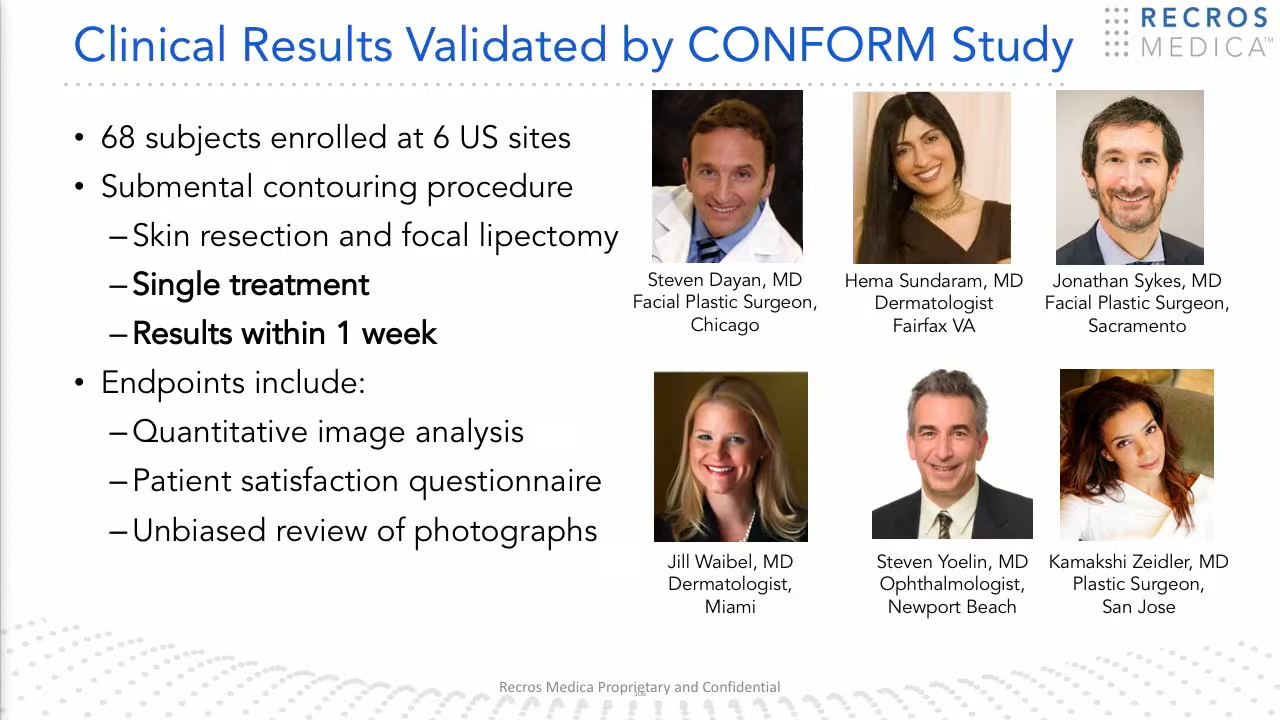 Clinical Results Validated by CONFORM Study
RECROS
MEDICA™
• 68 subjects enrolled at 6 US sites
• Submental contouring procedure
– Skin resection and focal lipectomy
– Single treatment
– Results within 1 week
• Endpoints include:
– Quantitative image analysis
– Patient satisfaction questionnaire
– Unbiased review of photographs
Steven Dayan, MD
Facial Plastic Surgeon,
Chicago
Hema Sundaram, MD
Dermatologist
Fairfax VA
Jonathan Sykes, MD
Facial Plastic Surgeon,
Sacramento
Jill Waibel, MD
Dermatologist,
Miami
Steven Yoelin, MD
Ophthalmologist,
Newport Beach
Kamakshi Zeidler, MD
Plastic Surgeon,
San Jose
Recros Medica Proprietary and Confidential